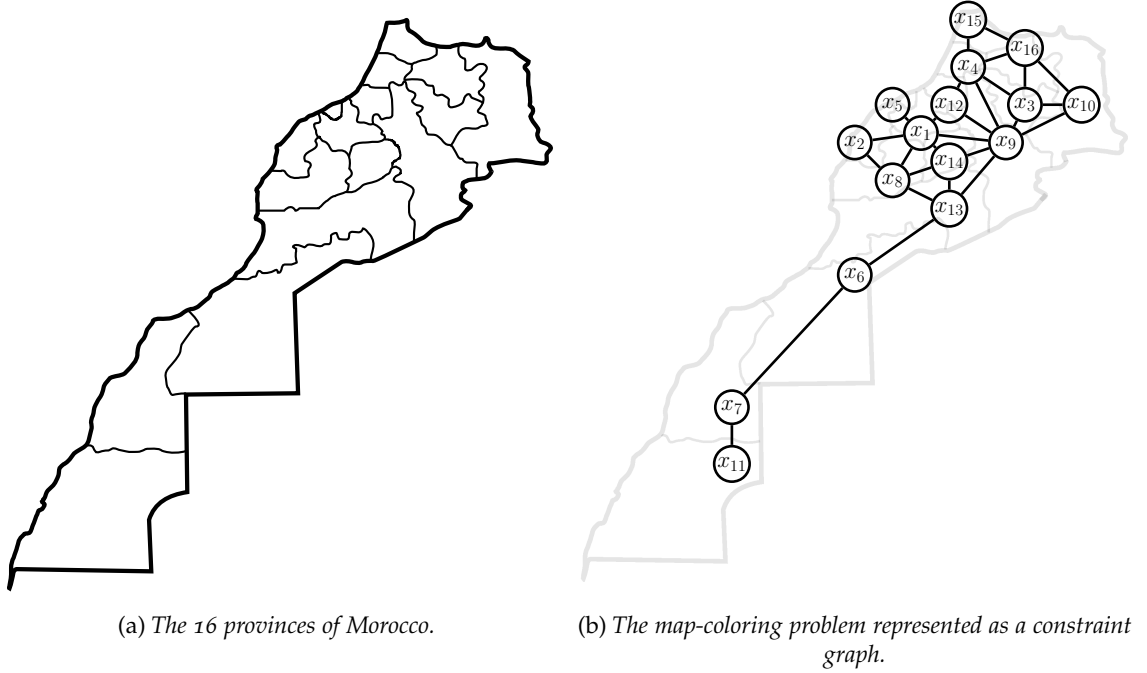 x15
x16
x4
x5
x12
x3
x10
x2
x1
x9
x14
x8
x13
x6
x7
x11
(a) The 16 provinces of Morocco.
(b) The map-coloring problem represented as a constraint
graph.